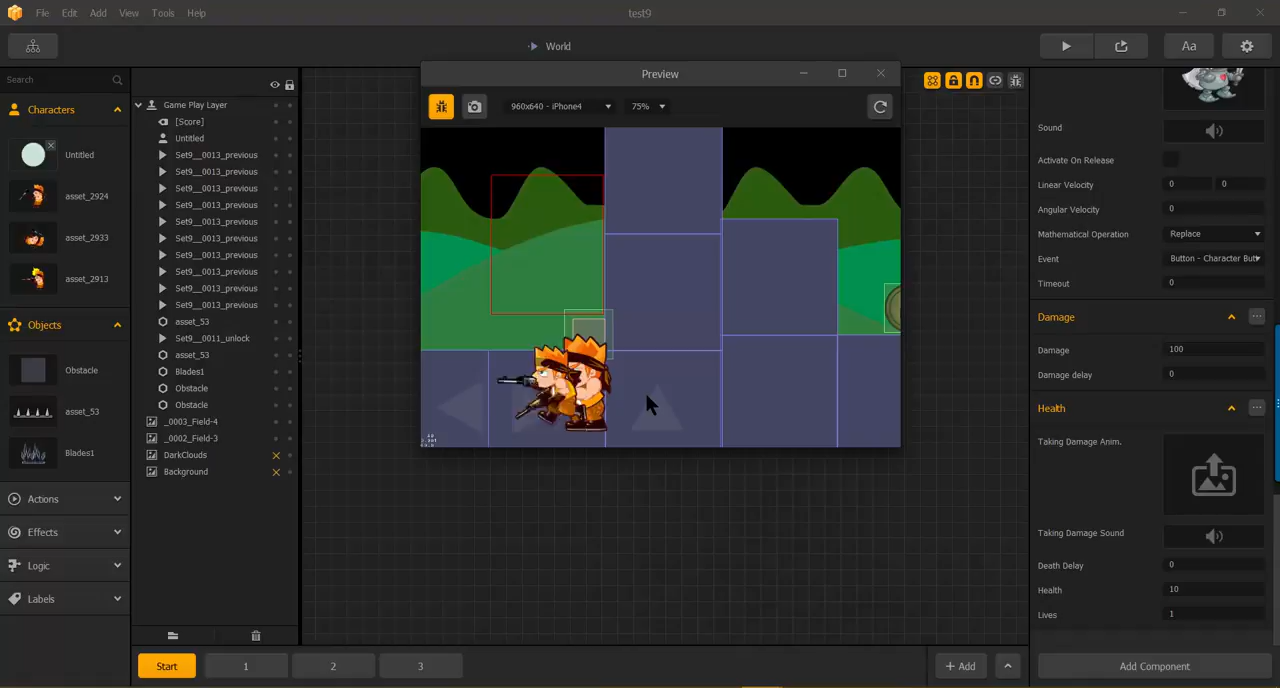 File Edit Add View Tools Help
test9
World
Aa
Search
Characters
Untitled
asset_2924
asset_2933
asset_2913
Objects
Obstacle
asset_53
Blades1
Actions
Effects
Logic
Labels
Game Play Layer
[Score]
Untitled
Set9__0013_previous
Set9__0013_previous
Set9__0013_previous
Set9__0013_previous
Set9__0013_previous
Set9__0013_previous
Set9__0013_previous
Set9__0013_previous
Set9__0013_previous
Set9__0013_previous
asset_53
Set9__0011_unlock
asset_53
Blades1
Obstacle
Obstacle
_0003_Field-4
_0002_Field-3
DarkClouds
Background
Preview
960x640 - iPhone4 75%
Sound
Activate On Release
Linear Velocity 0 0
Angular Velocity 0
Mathematical Operation Replace
Event Button - Character Butt
Timeout 0
Damage
Damage 100
Damage delay 0
Health
Taking Damage Anim.
Taking Damage Sound
Death Delay 0
Health 10
Lives 1
Start 1 2 3
+ Add
Add Component